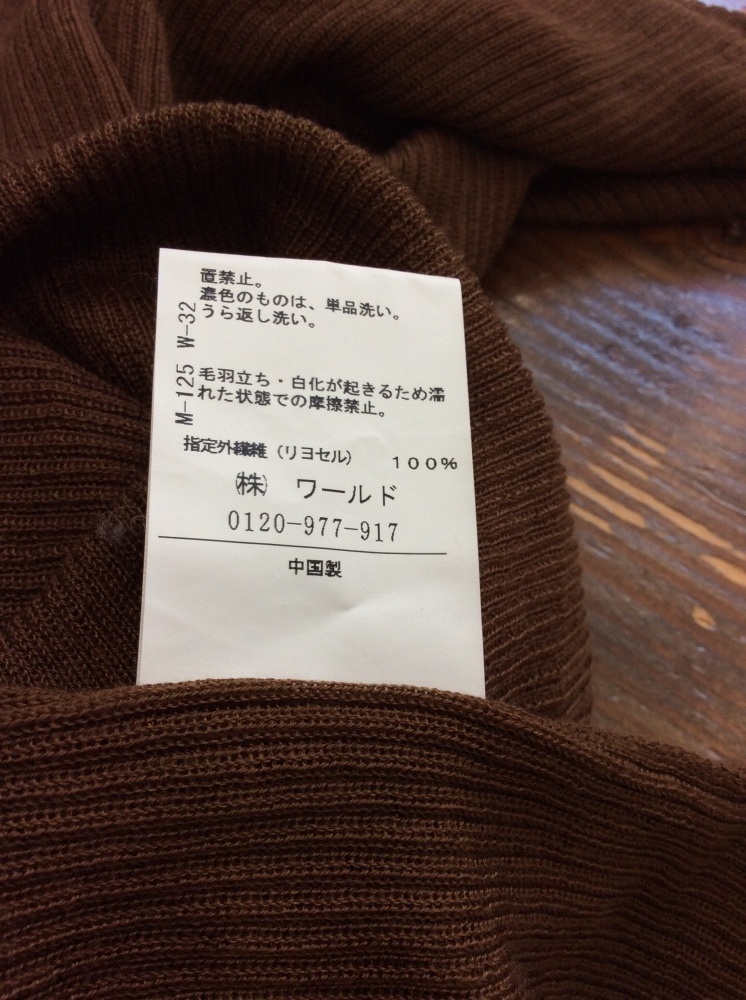 置禁止。
濃色のものは、単品洗い。
うら返し洗い。
M-125 W-32
毛羽立ち・白化が起きるため濡
れた状態での摩擦禁止。
指定外繊維（リヨセル） 100%
㈱ ワールド
0120-977-917
中国製